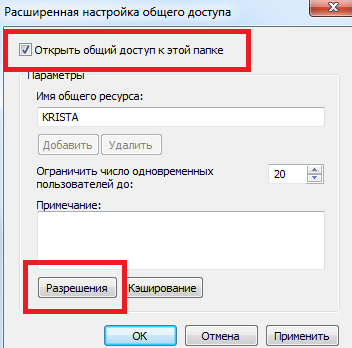 Расширенная настройка общего доступа
Открыть общий доступ к этой папке
Параметры
Имя общего ресурса:
KRISTA
Добавить Удалить
Ограничить число одновременных 20
пользователей до:
Примечание:
Разрешения Кэширование
ОК Отмена Применить